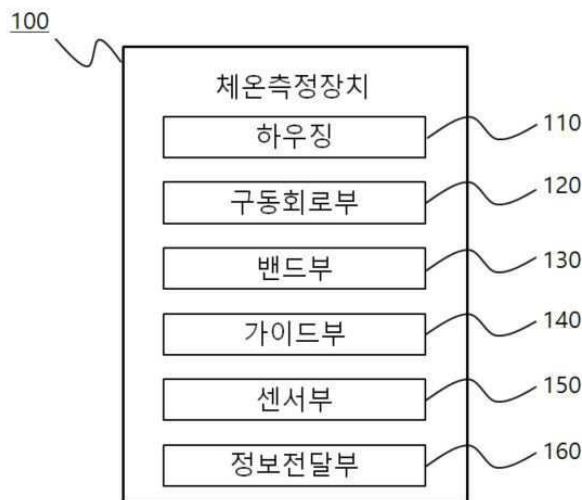 100
체온측정장치
하우징 110
구동회로부 120
밴드부 130
가이드부 140
센서부 150
정보전달부 160